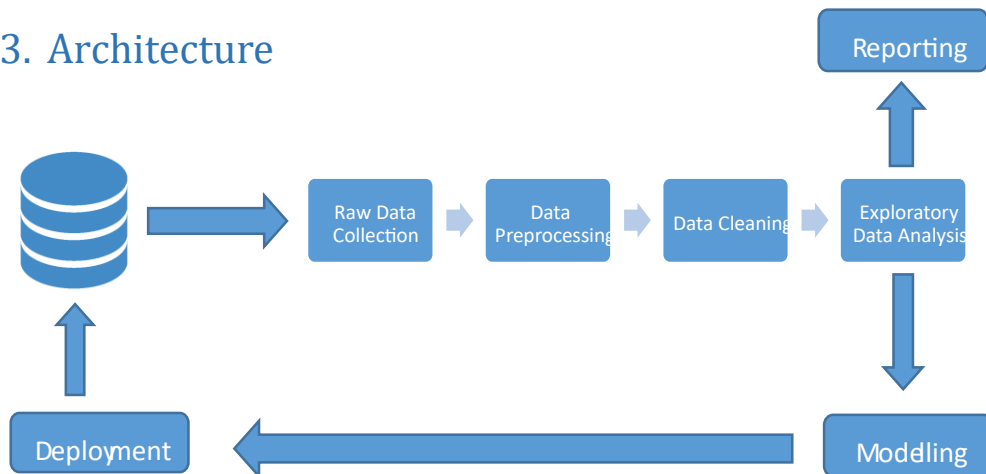 3. Architecture
Reporting
Raw Data
Collection
Data
Preprocessing
Data Cleaning
Exploratory
Data Analysis
Deployment
Modelling